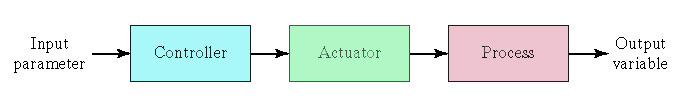 Input
parameter
Controller
Actuator
Process
Output
variable